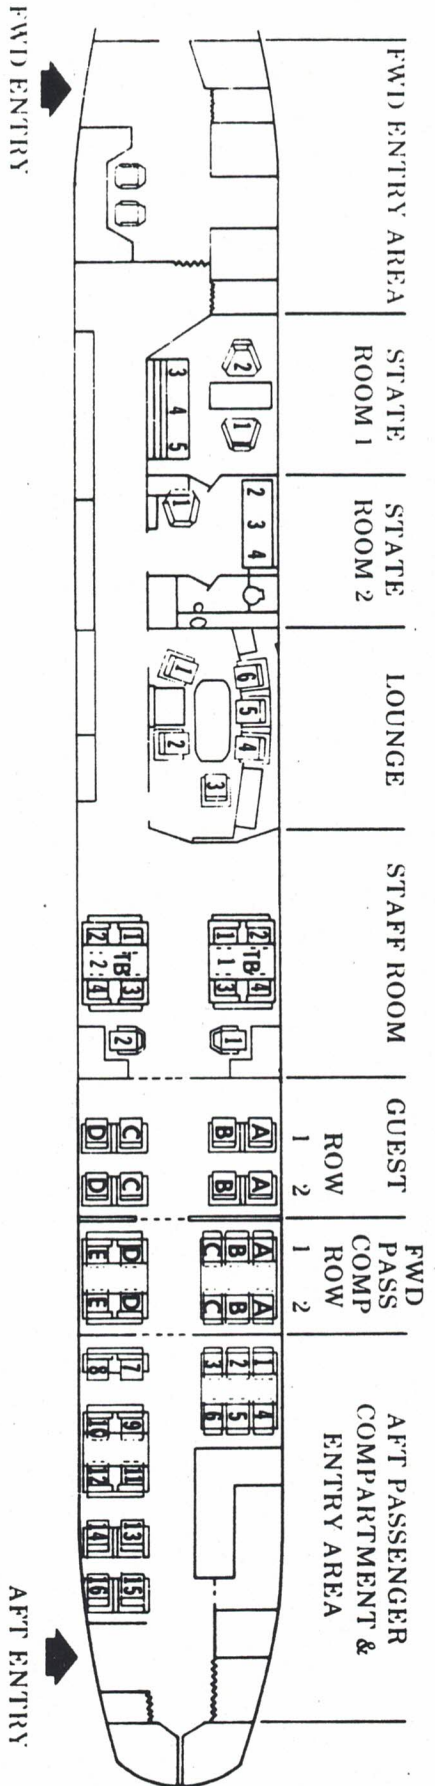 FWD ENTRY
FWD ENTRY AREA
STATE
ROOM 1
2
1
3 4 5
STATE
ROOM 2
1
2 3 4
LOUNGE
1
2
3
4
5
6
STAFF ROOM
2 4
1 TB 3
1
1 3
2 TB 4
2
1
2
GUEST
ROW
1 2
A A
B B
C C
D D
FWD
PASS
COMP
ROW
1 2
A A
B B
C C
D D
E E
AFT PASSENGER
COMPARTMENT &
ENTRY AREA
1 4
2 5
3 6
7 9 11 13 15
8 10 12 14 16
AFT ENTRY